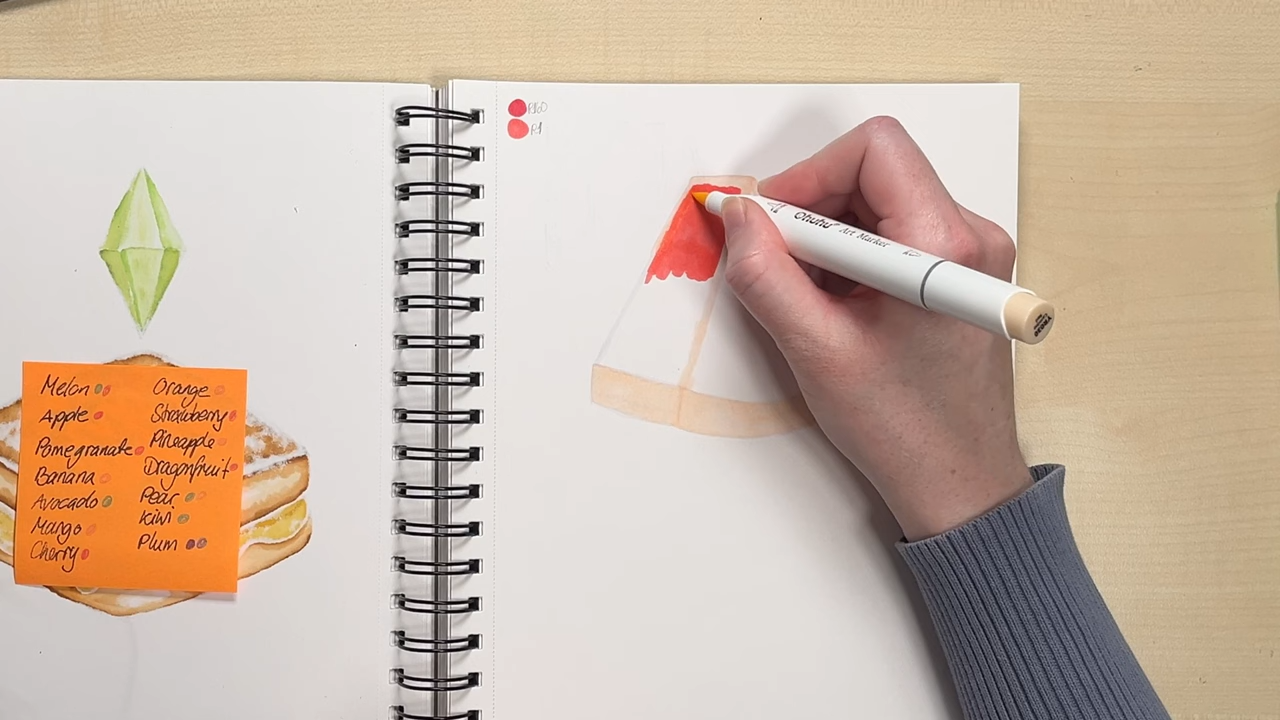 Melon
Apple
Pomegranate
Banana
Avocado
Mango
Cherry
Orange
Strawberry
Pineapple
Dragonfruit
Pear
Kiwi
Plum
Ohuhu® Art Marker